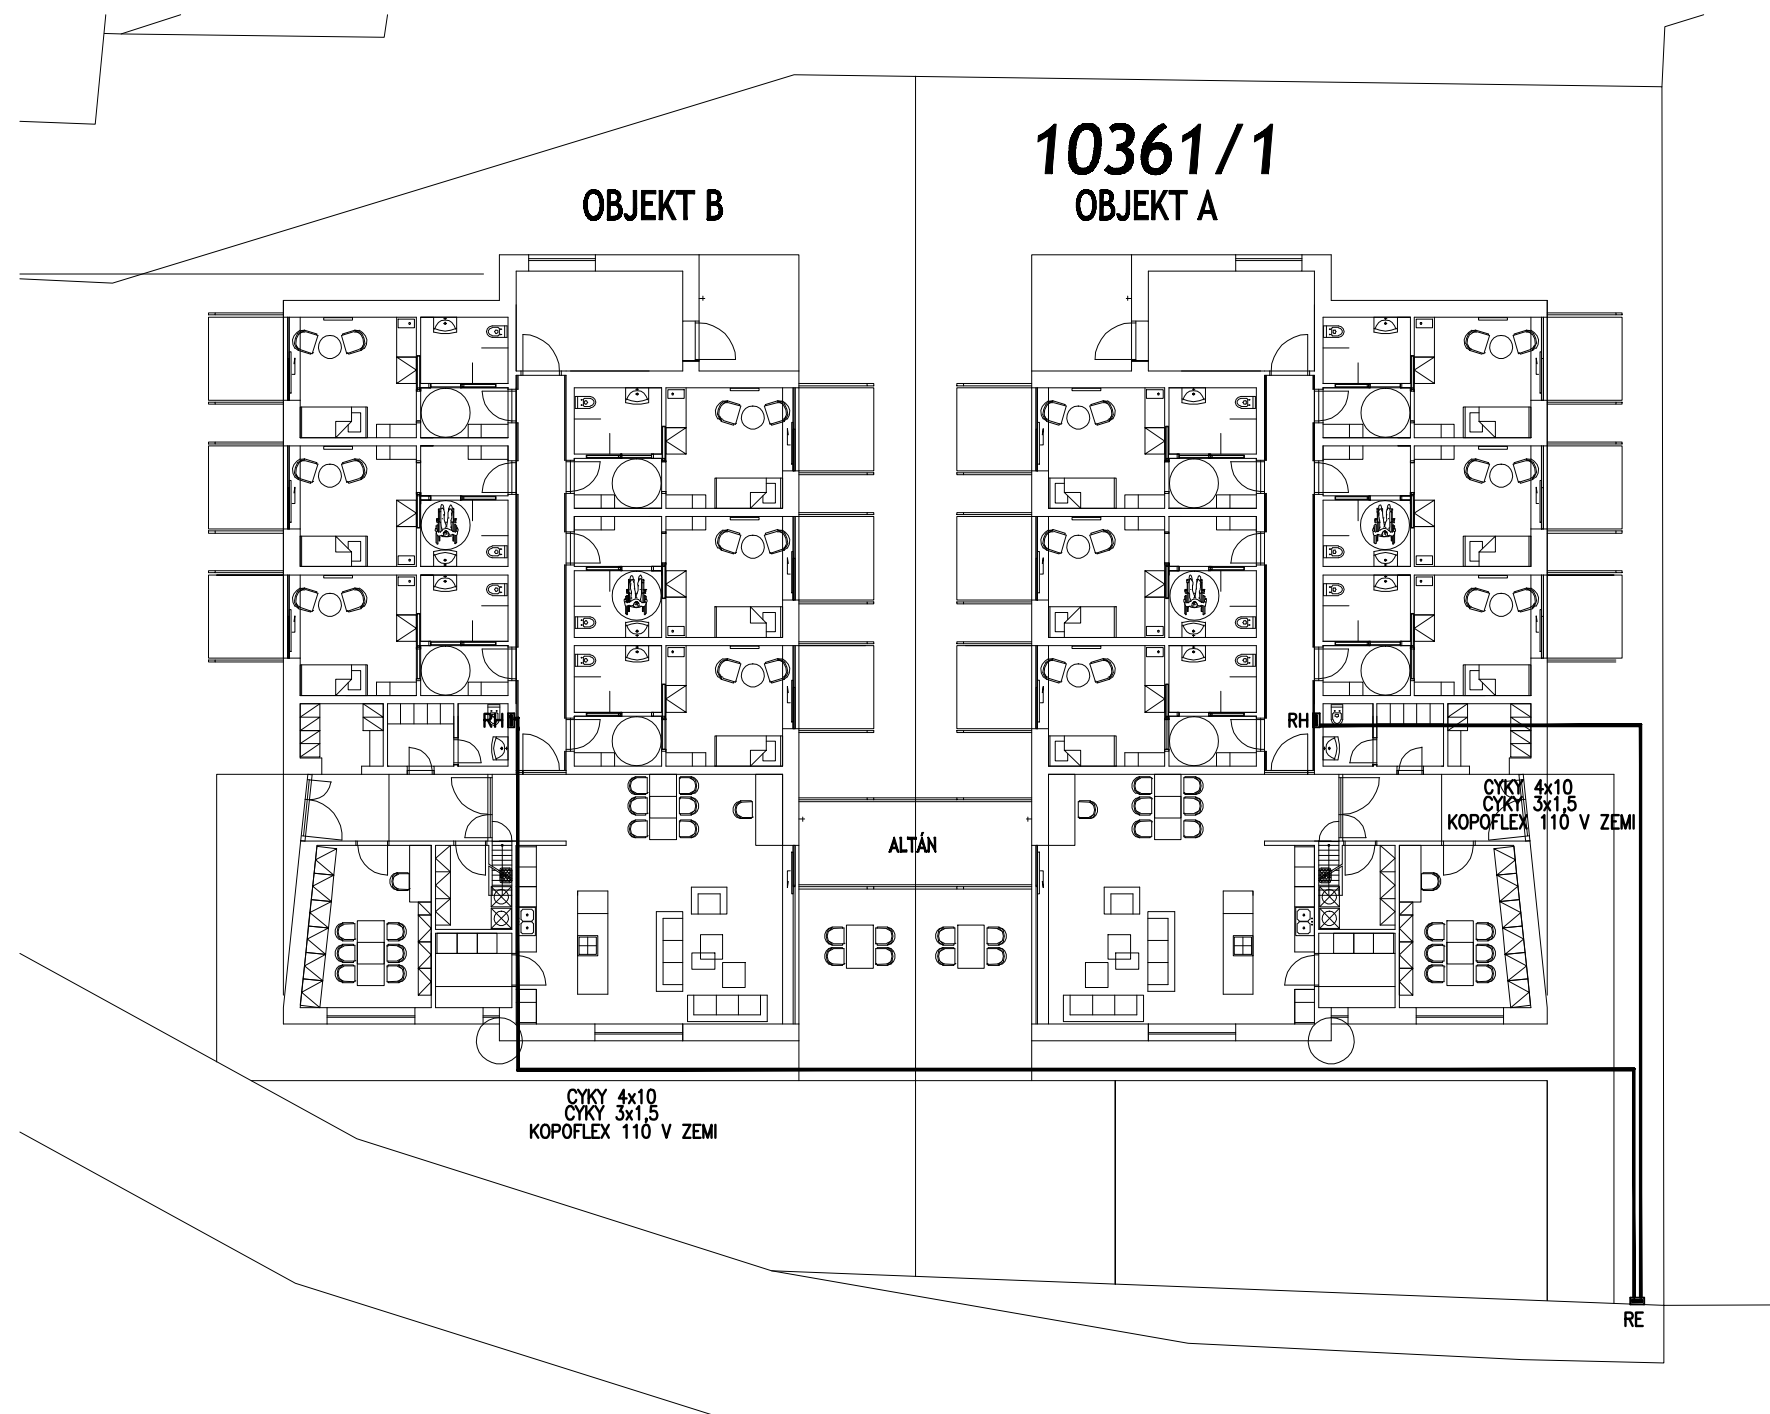 10361/1
OBJEKT B
OBJEKT A
RH
RH
CYKY 4x10
CYKY 3x1,5
KOPOFLEX 110 V ZEMI
ALTÁN
CYKY 4x10
CYKY 3x1,5
KOPOFLEX 110 V ZEMI
RE